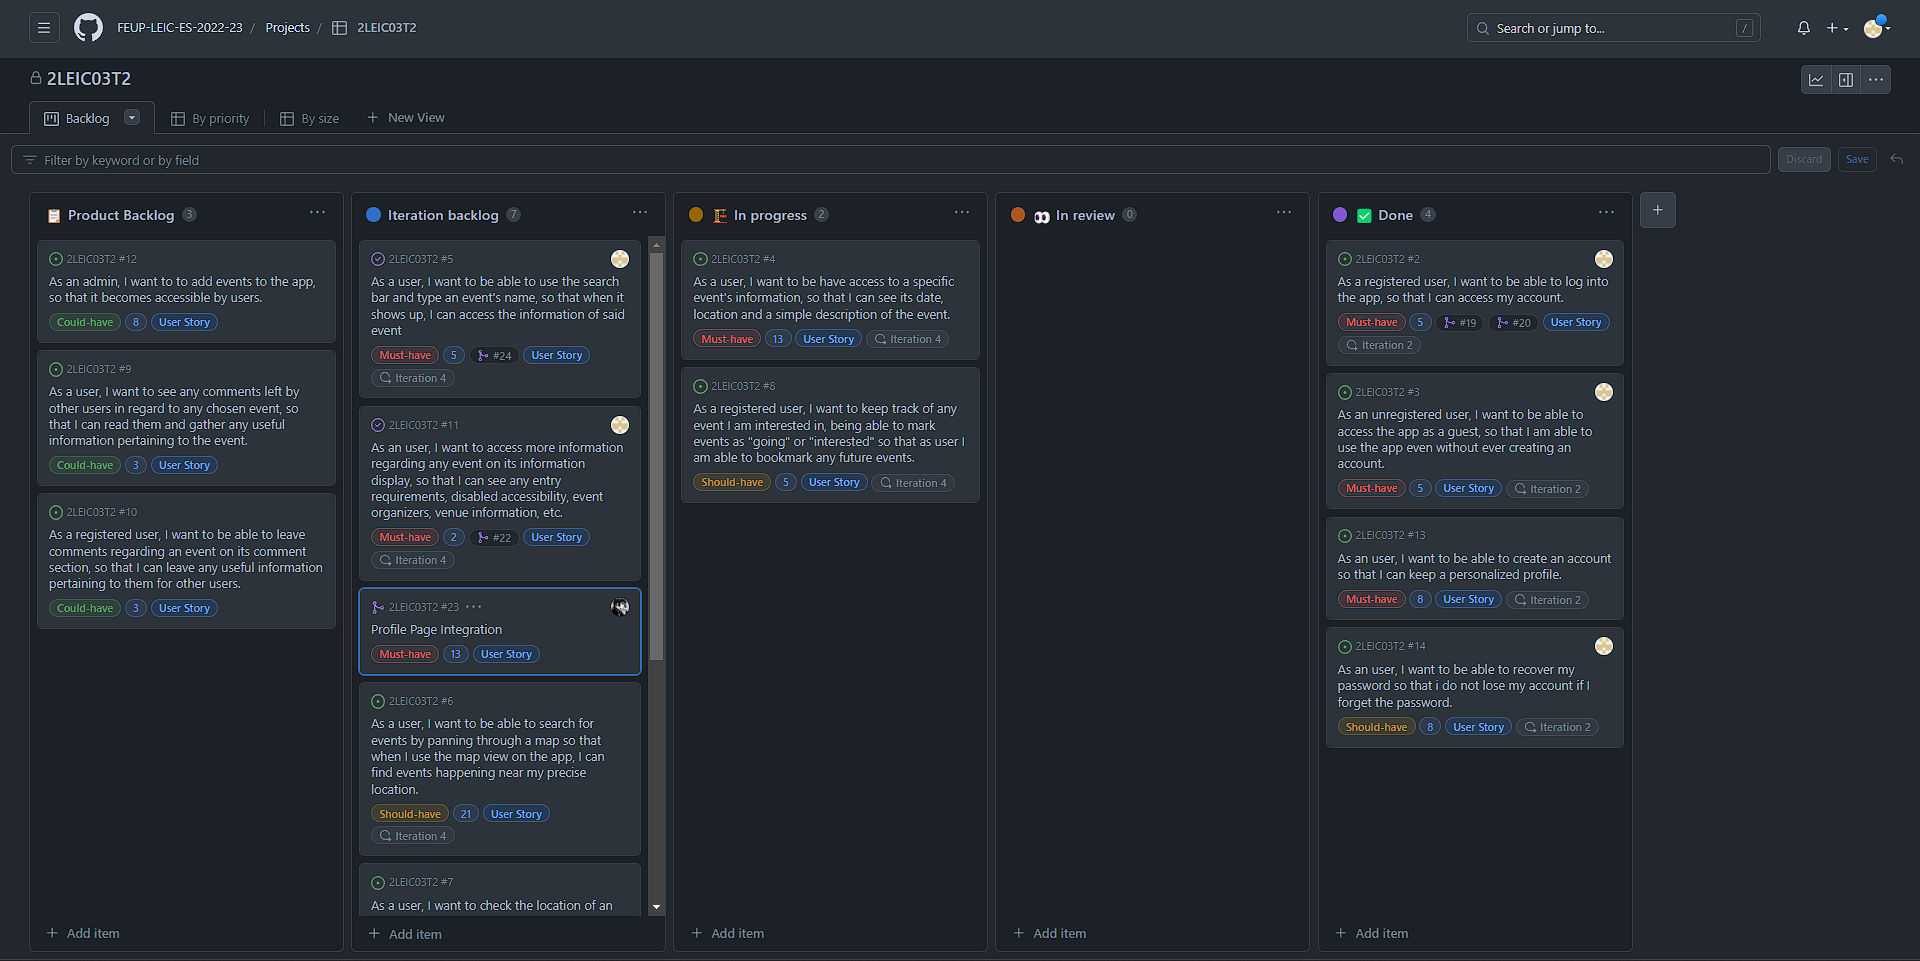 FEUP-LEIC-ES-2022-23 / Projects / 2LEIC03T2
Search or jump to... /
2LEIC03T2
Backlog By priority By size + New View
Filter by keyword or by field
Discard Save
Product Backlog 3
2LEIC03T2 #12
As an admin, I want to to add events to the app,
so that it becomes accessible by users.
Could-have 8 User Story
2LEIC03T2 #9
As a user, I want to see any comments left by
other users in regard to any chosen event, so
that I can read them and gather any useful
information pertaining to the event.
Could-have 3 User Story
2LEIC03T2 #10
As a registered user, I want to be able to leave
comments regarding an event on its comment
section, so that I can leave any useful information
pertaining to them for other users.
Could-have 3 User Story
+ Add item
Iteration backlog 7
2LEIC03T2 #5
As a user, I want to be able to use the search
bar and type an event's name, so that when it
shows up, I can access the information of said
event
Must-have 5 #24 User Story
Iteration 4
2LEIC03T2 #11
As an user, I want to access more information
regarding any event on its information
display, so that I can see any entry
requirements, disabled accessibility, event
organizers, venue information, etc.
Must-have 2 #22 User Story
Iteration 4
2LEIC03T2 #23 ...
Profile Page Integration
Must-have 13 User Story
2LEIC03T2 #6
As a user, I want to be able to search for
events by panning through a map so that
when I use the map view on the app, I can
find events happening near my precise
location.
Should-have 21 User Story
Iteration 4
2LEIC03T2 #7
As a user, I want to check the location of an
+ Add item
In progress 2
2LEIC03T2 #4
As a user, I want to be have access to a specific
event's information, so that I can see its date,
location and a simple description of the event.
Must-have 13 User Story Iteration 4
2LEIC03T2 #8
As a registered user, I want to keep track of any
event I am interested in, being able to mark
events as "going" or "interested" so that as user I
am able to bookmark any future events.
Should-have 5 User Story Iteration 4
+ Add item
In review 0
+ Add item
Done 4
2LEIC03T2 #2
As a registered user, I want to be able to log into
the app, so that I can access my account.
Must-have 5 #19 #20 User Story
Iteration 2
2LEIC03T2 #3
As an unregistered user, I want to be able to
access the app as a guest, so that I am able to
use the app even without ever creating an
account.
Must-have 5 User Story Iteration 2
2LEIC03T2 #13
As an user, I want to be able to create an account
so that I can keep a personalized profile.
Must-have 8 User Story Iteration 2
2LEIC03T2 #14
As an user, I want to be able to recover my
password so that i do not lose my account if I
forget the password.
Should-have 8 User Story Iteration 2
+ Add item